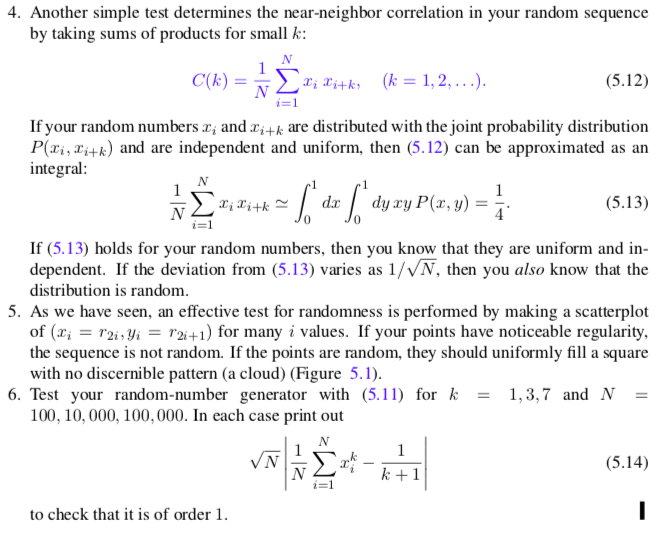 4. Another simple test determines the near-neighbor correlation in your random sequence
by taking sums of products for small k:
C(k) = \frac{1}{N} \sum_{i=1}^{N} x_i x_{i+k}, (k = 1, 2, . . .). (5.12)
If your random numbers x_i and x_{i+k} are distributed with the joint probability distribution
P(x_i, x_{i+k}) and are independent and uniform, then (5.12) can be approximated as an
integral:
\frac{1}{N} \sum_{i=1}^{N} x_i x_{i+k} ≃ \int_0^1 dx \int_0^1 dy xy P(x, y) = \frac{1}{4}. (5.13)
If (5.13) holds for your random numbers, then you know that they are uniform and in-
dependent. If the deviation from (5.13) varies as 1/√N, then you also know that the
distribution is random.
5. As we have seen, an effective test for randomness is performed by making a scatterplot
of (x_i = r_{2i}, y_i = r_{2i+1}) for many i values. If your points have noticeable regularity,
the sequence is not random. If the points are random, they should uniformly fill a square
with no discernible pattern (a cloud) (Figure 5.1).
6. Test your random-number generator with (5.11) for k = 1, 3, 7 and N =
100, 10, 000, 100, 000. In each case print out
√N \left| \frac{1}{N} \sum_{i=1}^{N} x_i^k − \frac{1}{k+1} \right| (5.14)
to check that it is of order 1.